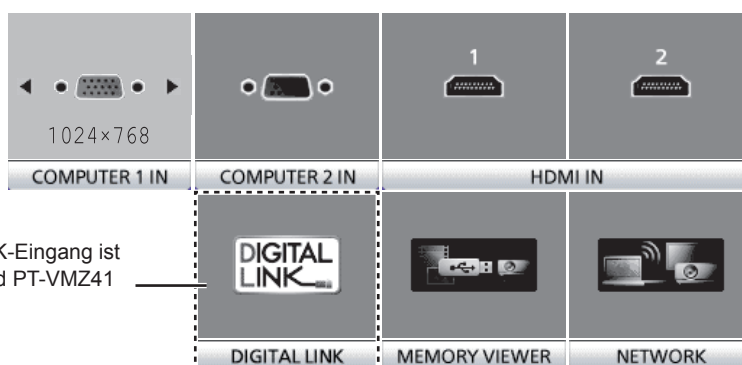 1 2
1024×768
COMPUTER 1 IN COMPUTER 2 IN HDMI IN
K-Eingang ist
d PT-VMZ41
DIGITAL
LINK
DIGITAL LINK MEMORY VIEWER NETWORK